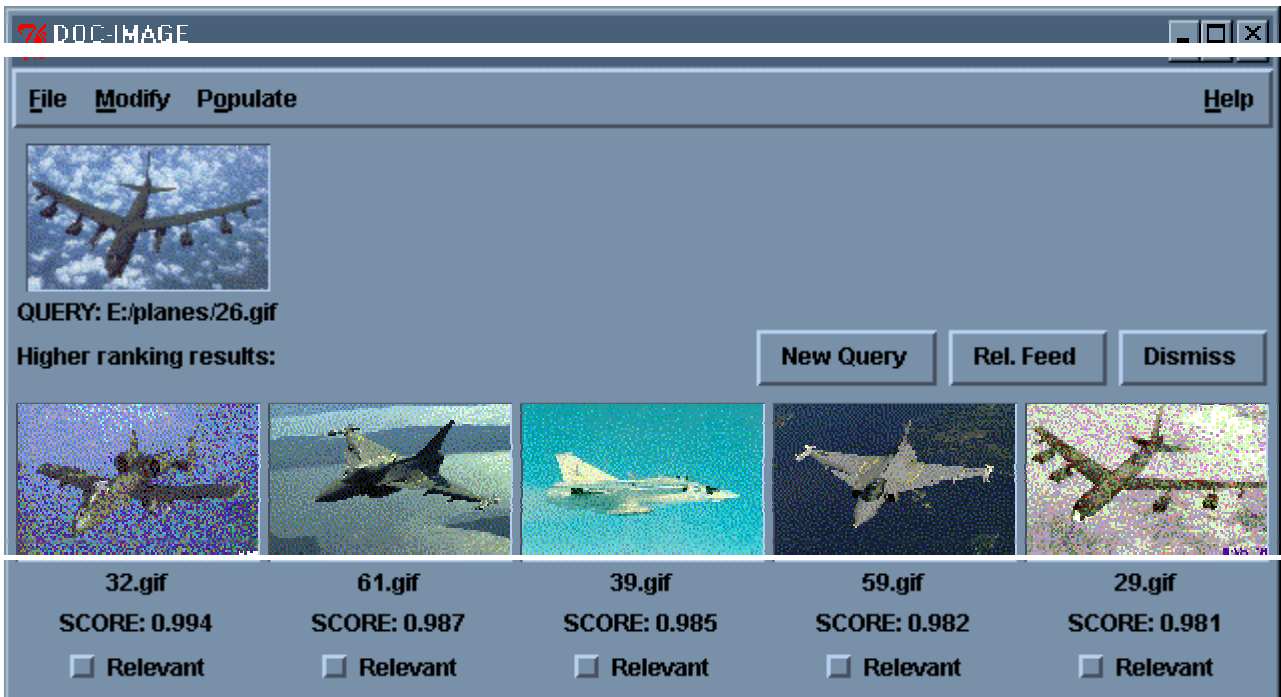 DOC-IMAGE
File Modify Populate Help
QUERY: E:/planes/26.gif
Higher ranking results:
New Query Rel. Feed Dismiss
32.gif 61.gif 39.gif 59.gif 29.gif
SCORE: 0.994 SCORE: 0.987 SCORE: 0.985 SCORE: 0.982 SCORE: 0.981
Relevant Relevant Relevant Relevant Relevant